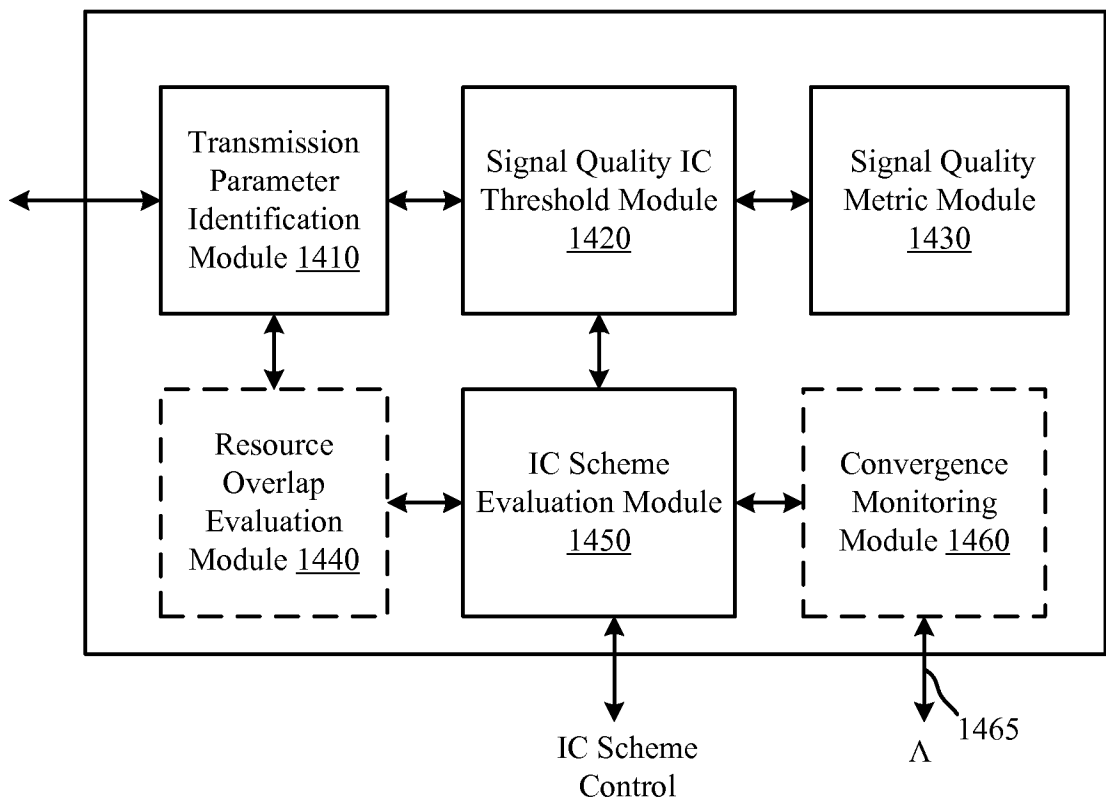 Transmission
Parameter
Identification
Module 1410
Signal Quality IC
Threshold Module
1420
Signal Quality
Metric Module
1430
Resource
Overlap
Evaluation
Module 1440
IC Scheme
Evaluation Module
1450
Convergence
Monitoring
Module 1460
IC Scheme
Control
Λ
1465